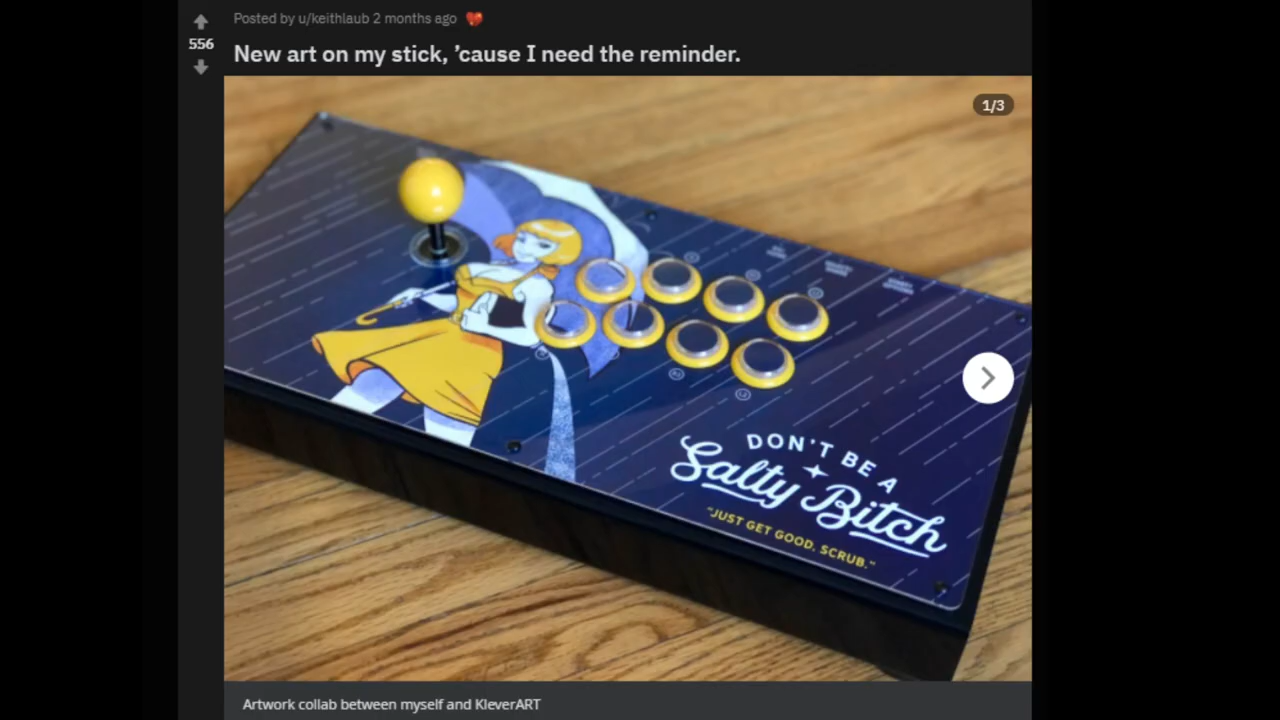 Posted by u/keithlaub 2 months ago
556
New art on my stick, ’cause I need the reminder.
1/3
DON'T BE A
Salty Bitch
"JUST GET GOOD, SCRUB."
Artwork collab between myself and KleverART